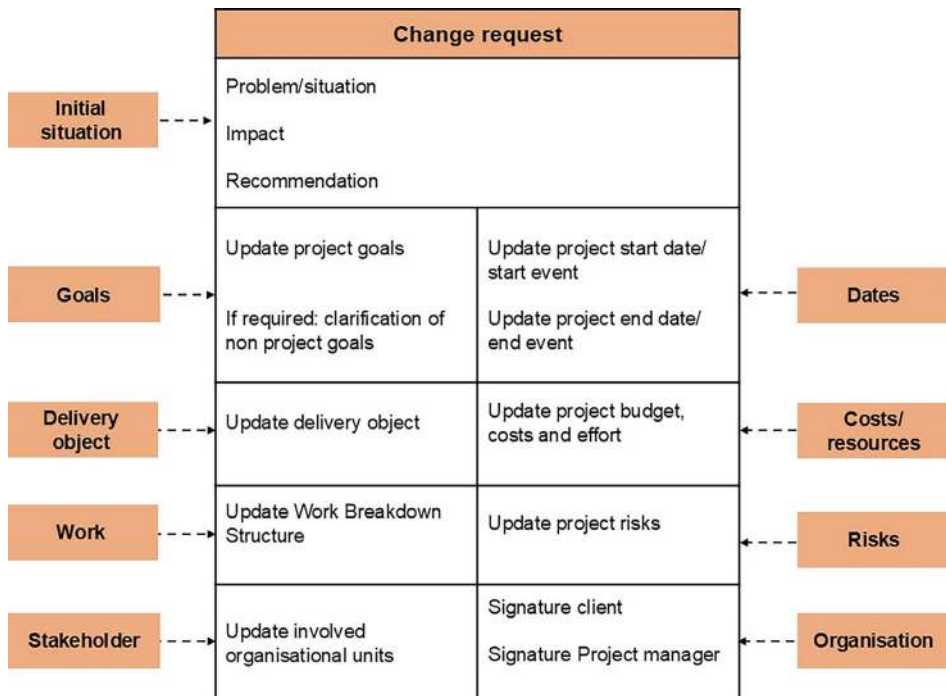 Change request
Initial
situation
Problem/situation
Impact
Recommendation
Goals
Update project goals
If required: clarification of
non project goals
Update project start date/
start event
Update project end date/
end event
Dates
Delivery
object
Update delivery object
Update project budget,
costs and effort
Costs/
resources
Work
Update Work Breakdown
Structure
Update project risks
Risks
Stakeholder
Update involved
organisational units
Signature client
Signature Project manager
Organisation